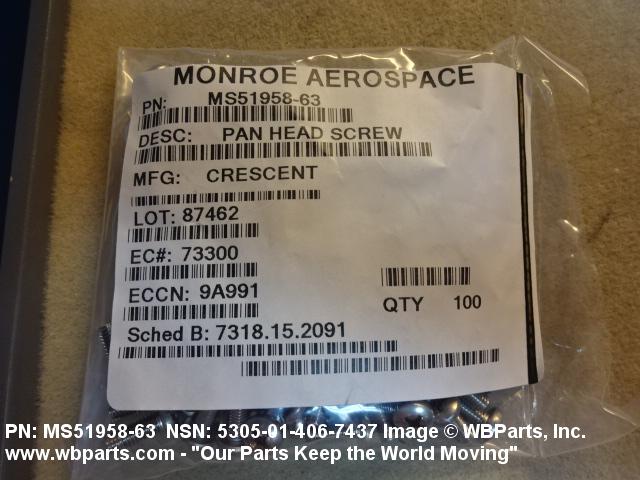 MONROE AEROSPACE
PN: MS51958-63
DESC: PAN HEAD SCREW
MFG: CRESCENT
LOT: 87462
EC#: 73300
ECCN: 9A991
QTY 100
Sched B: 7318.15.2091
PN: MS51958-63 NSN: 5305-01-406-7437 Image © WBParts, Inc.
www.wbparts.com - "Our Parts Keep the World Moving"